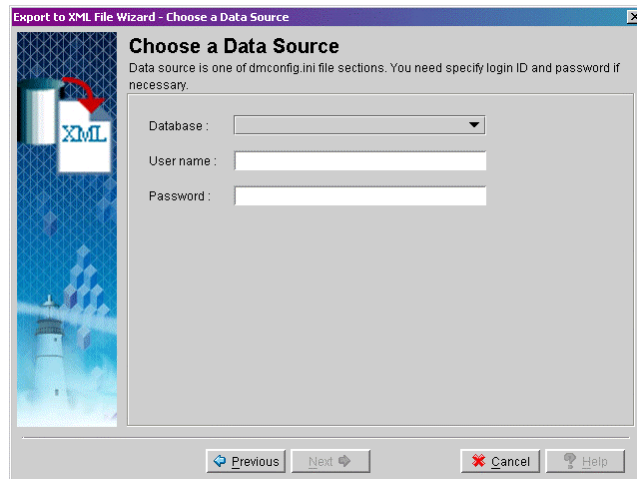 Export to XML File Wizard - Choose a Data Source
Choose a Data Source
Data source is one of dmconfig.ini file sections. You need specify login ID and password if
necessary.
XML
Database :
User name :
Password :
Previous Next Cancel Help